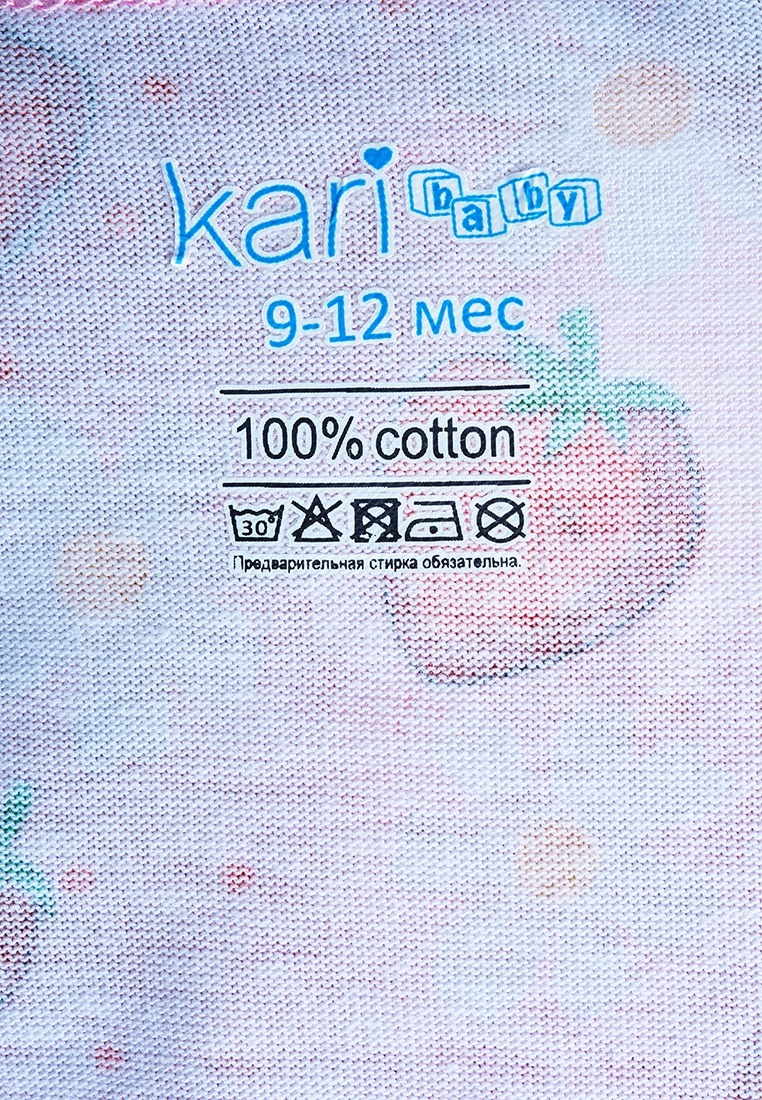 kari baby
9-12 мес
100% cotton
30°
Предварительная стирка обязательна.